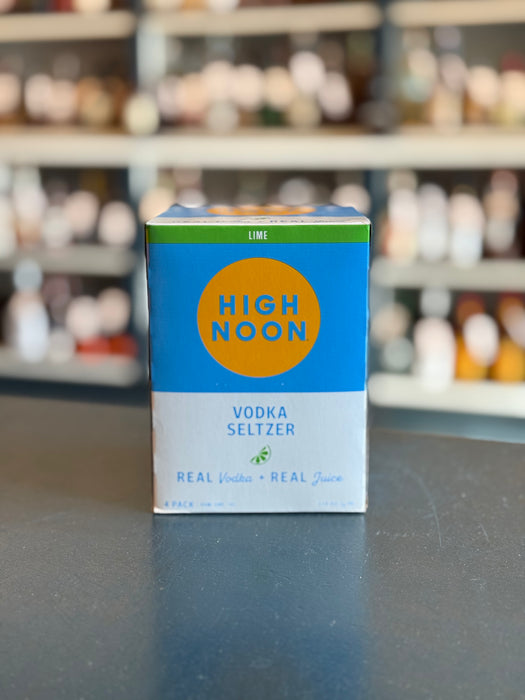 LIME
HIGH
NOON
VODKA
SELTZER
REAL Vodka • REAL Juice
4 PACK